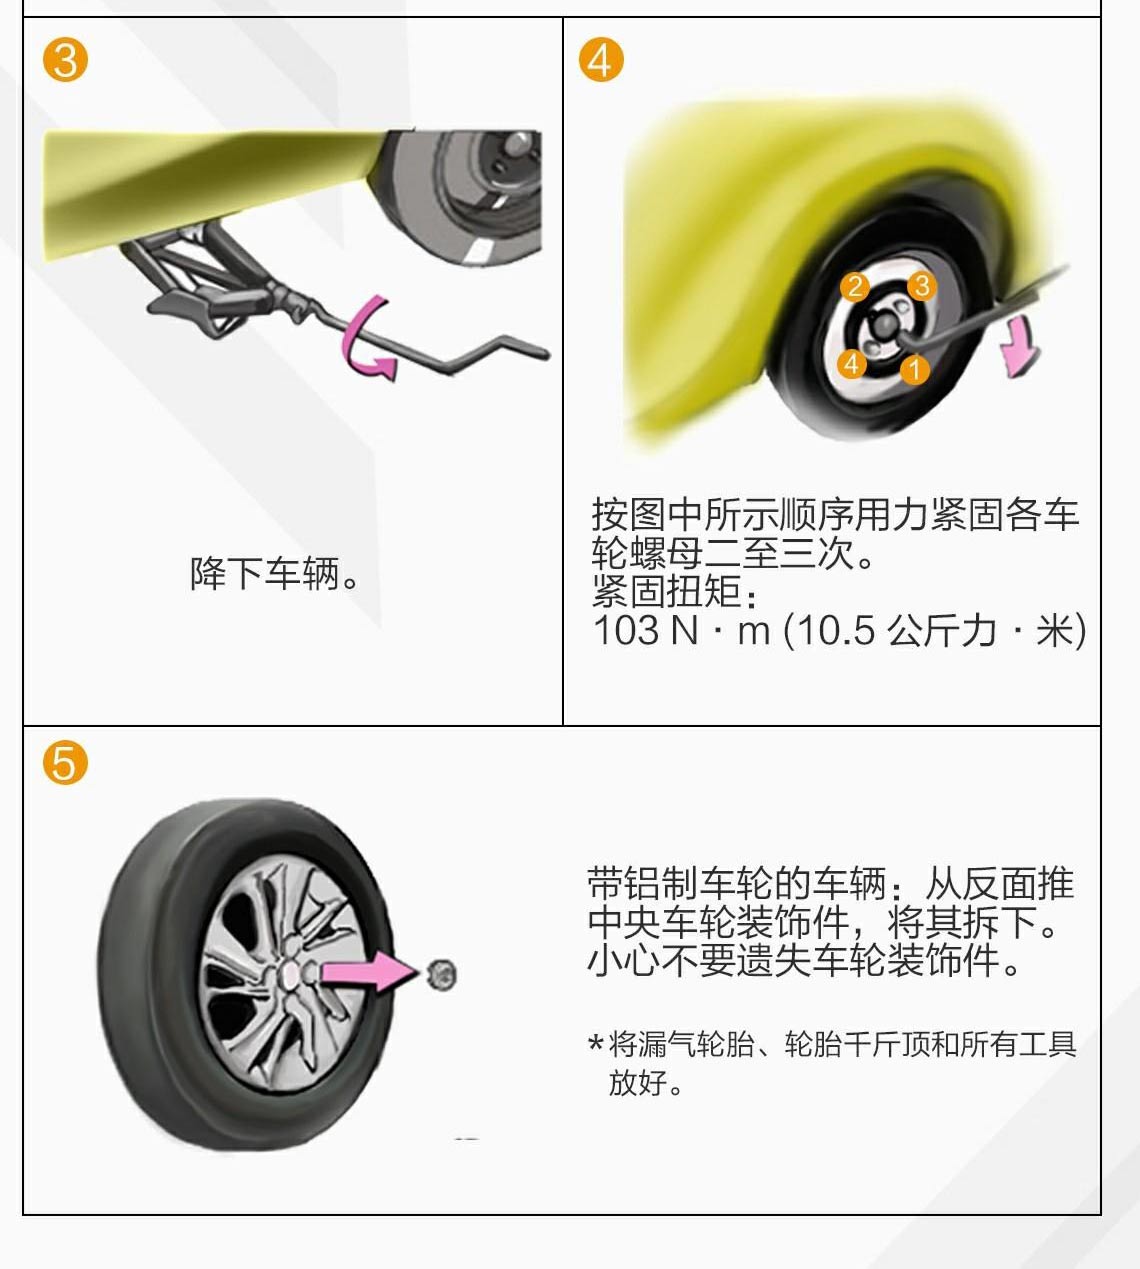 3
降下车辆。
4
2 3
4 1
按图中所示顺序用力紧固各车
轮螺母二至三次。
紧固扭矩：
103 N · m (10.5 公斤力 · 米)
5
带铝制车轮的车辆：从反面推
中央车轮装饰件，将其拆下。
小心不要遗失车轮装饰件。
*将漏气轮胎、轮胎千斤顶和所有工具
放好。